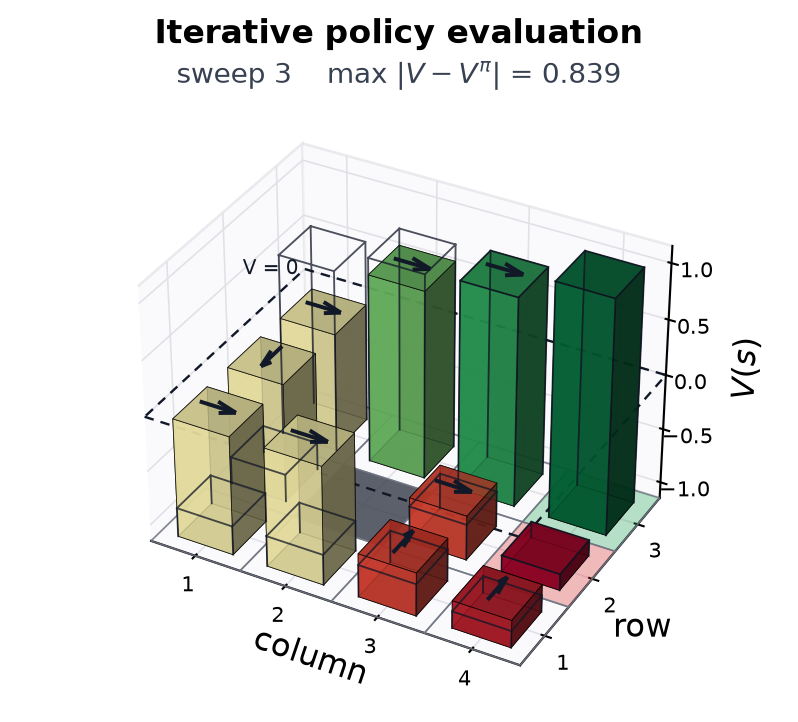 Iterative policy evaluation
sweep 3 max |V − V^π| = 0.839
V = 0
1.0
0.5
0.0
−0.5
−1.0
V(s)
1
2
3
4
column
1
2
3
row